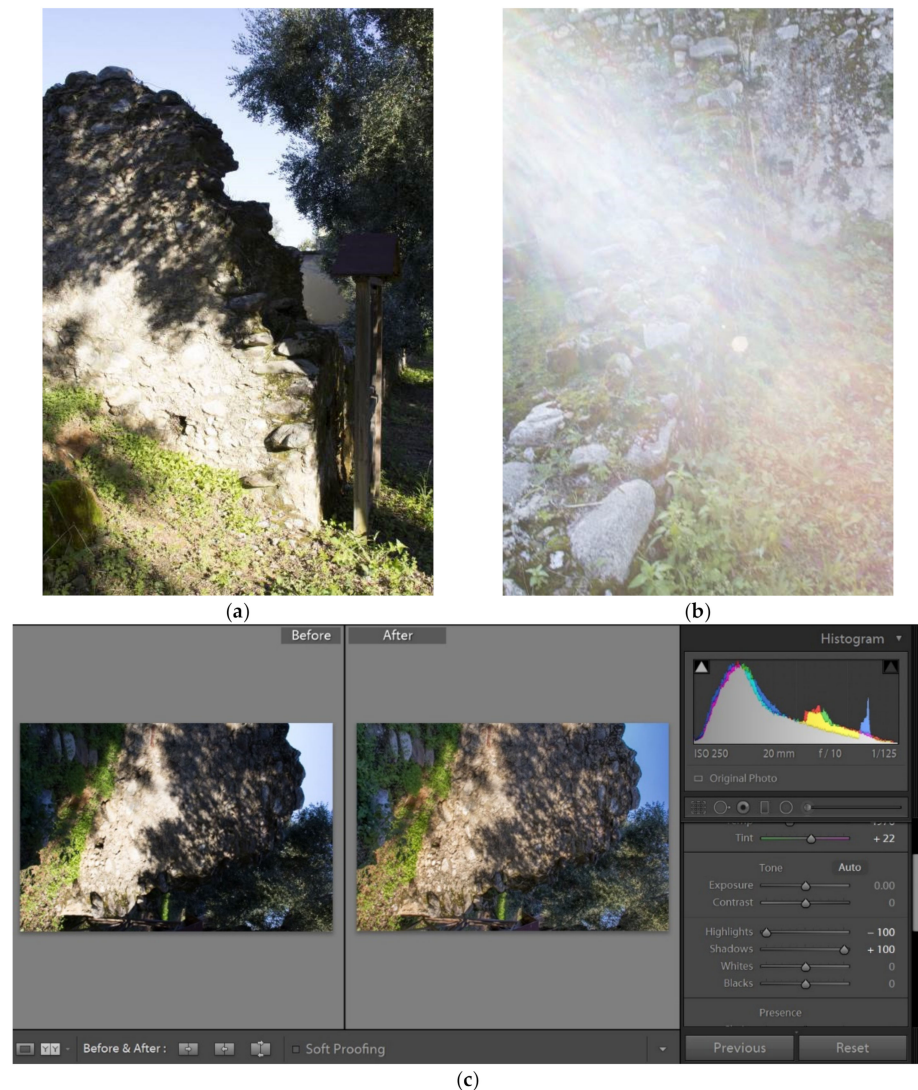 (a)
(b)
Before
After
Histogram
ISO 250 20 mm f / 10 1/125
Original Photo
Tint + 22
Tone Auto
Exposure 0.00
Contrast 0
Highlights − 100
Shadows + 100
Whites 0
Blacks 0
Presence
Before & After :
Soft Proofing
Previous
Reset
(c)